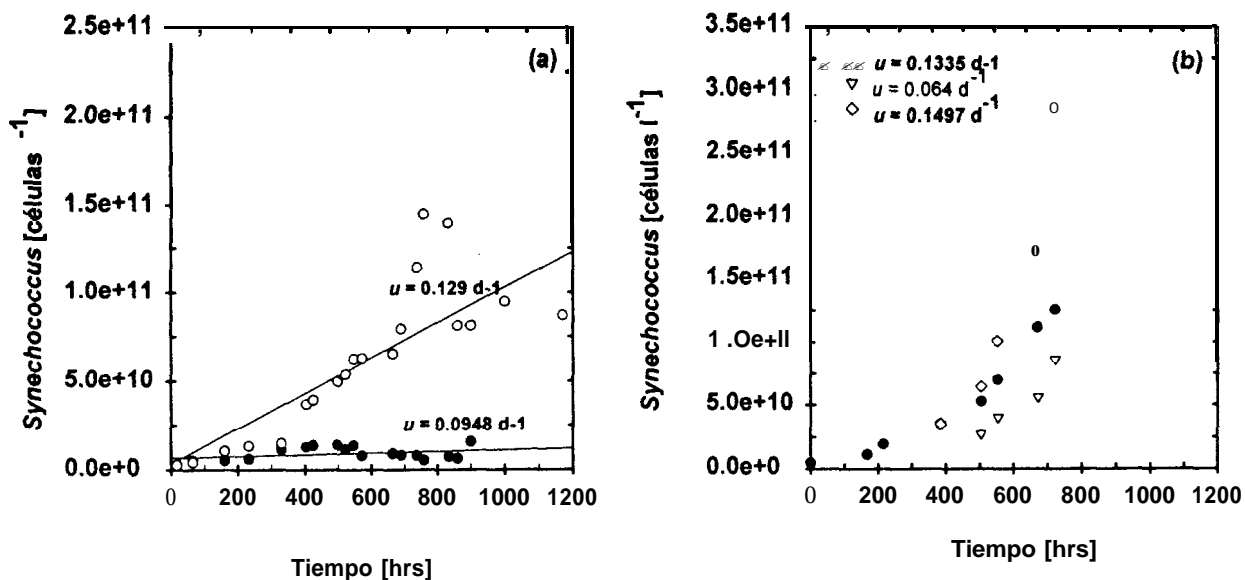 2.5e+11
2.0e+11
1.5e+11
1.0e+11
5.0e+10
0.0e+0
Synechococcus [células -1]
(a)
u = 0.129 d-1
u = 0.0948 d-1
0 200 400 600 800 1000 1200
Tiempo [hrs]
3.5e+11
3.0e+11
2.5e+11
2.0e+11
1.5e+11
1.Oe+II
5.0e+10
0.0e+0
Synechococcus [células l-1]
(b)
u = 0.1335 d-1
u = 0.064 d-1
u = 0.1497 d-1
0 200 400 600 800 1000 1200
Tiempo [hrs]